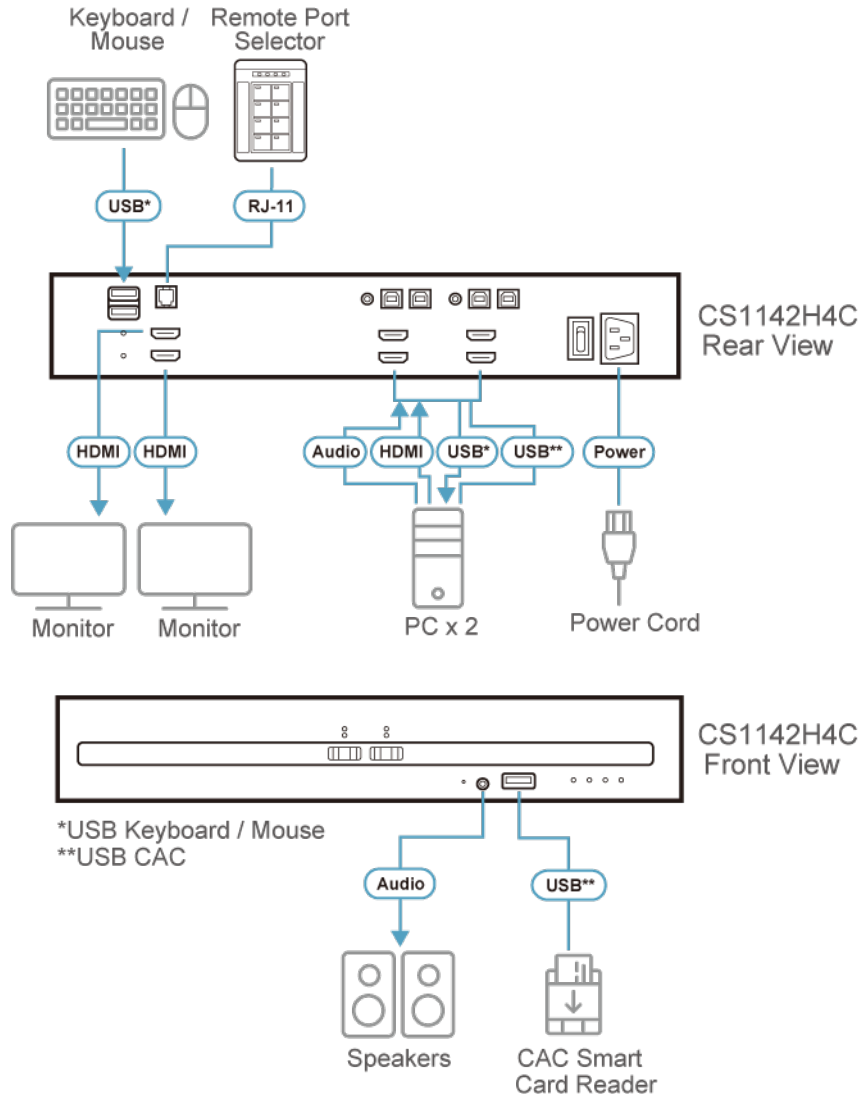 Keyboard / Mouse
Remote Port Selector
USB*
RJ-11
CS1142H4C
Rear View
HDMI
HDMI
Audio
HDMI
USB*
USB**
Power
Monitor
Monitor
PC x 2
Power Cord
CS1142H4C
Front View
*USB Keyboard / Mouse
**USB CAC
Audio
USB**
Speakers
CAC Smart
Card Reader